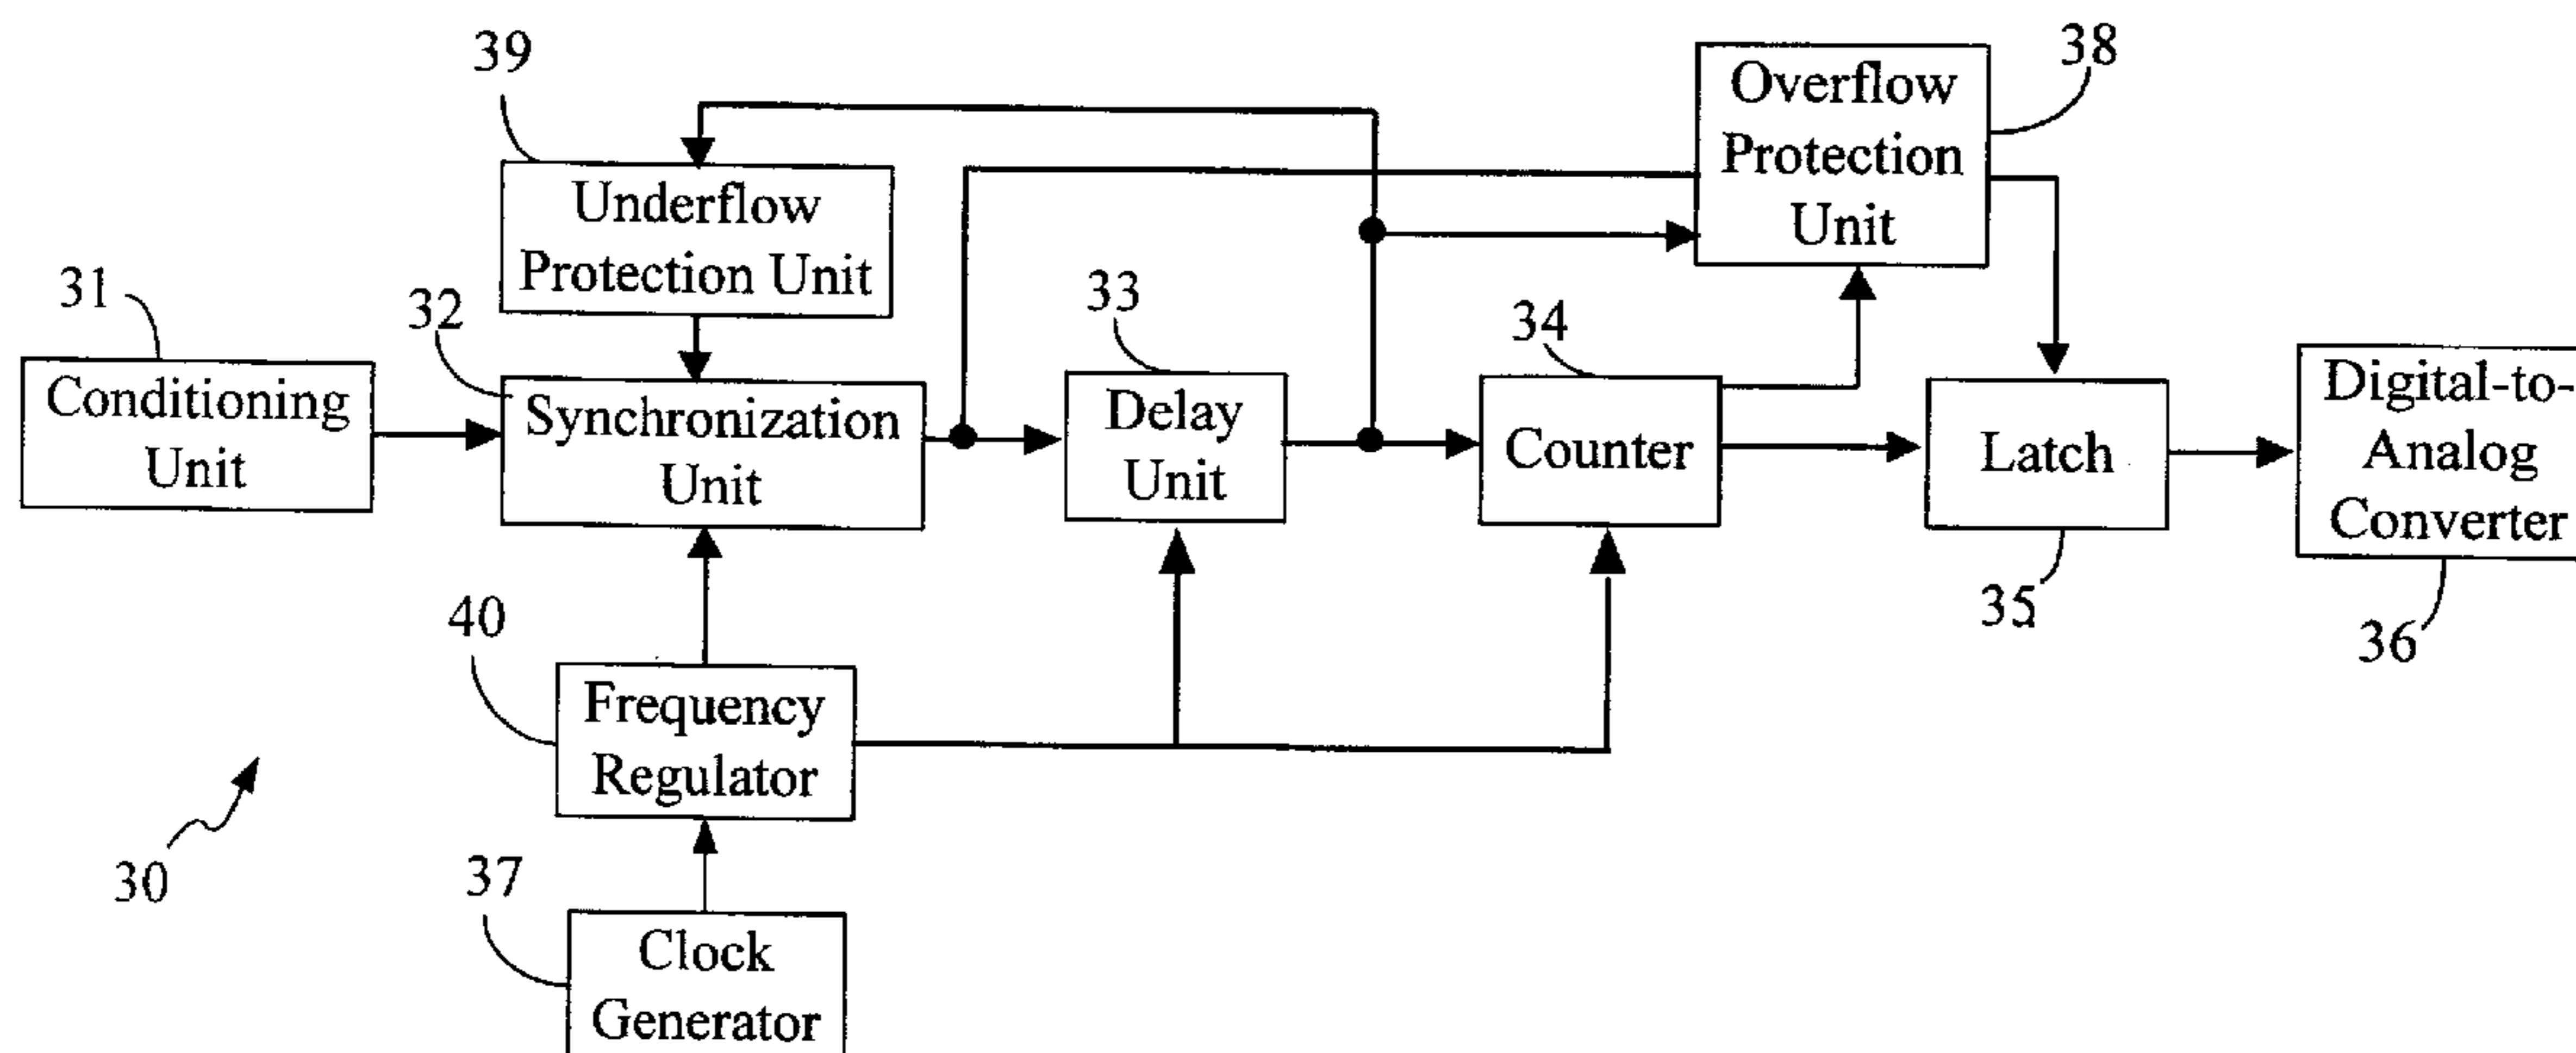 39
38
Overflow
Protection
Unit
Underflow
Protection Unit
31
32
33
34
Conditioning
Unit
Synchronization
Unit
Delay
Unit
Counter
Latch
Digital-to-
Analog
Converter
35
36
40
Frequency
Regulator
30
37
Clock
Generator